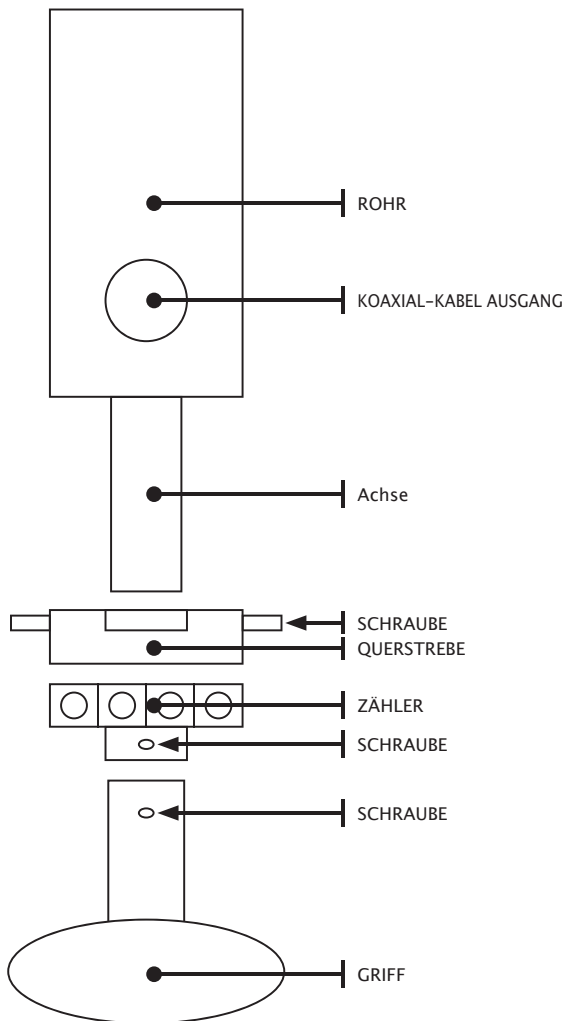 ROHR
KOAXIAL-KABEL AUSGANG
Achse
SCHRAUBE
QUERSTREBE
ZÄHLER
SCHRAUBE
SCHRAUBE
GRIFF